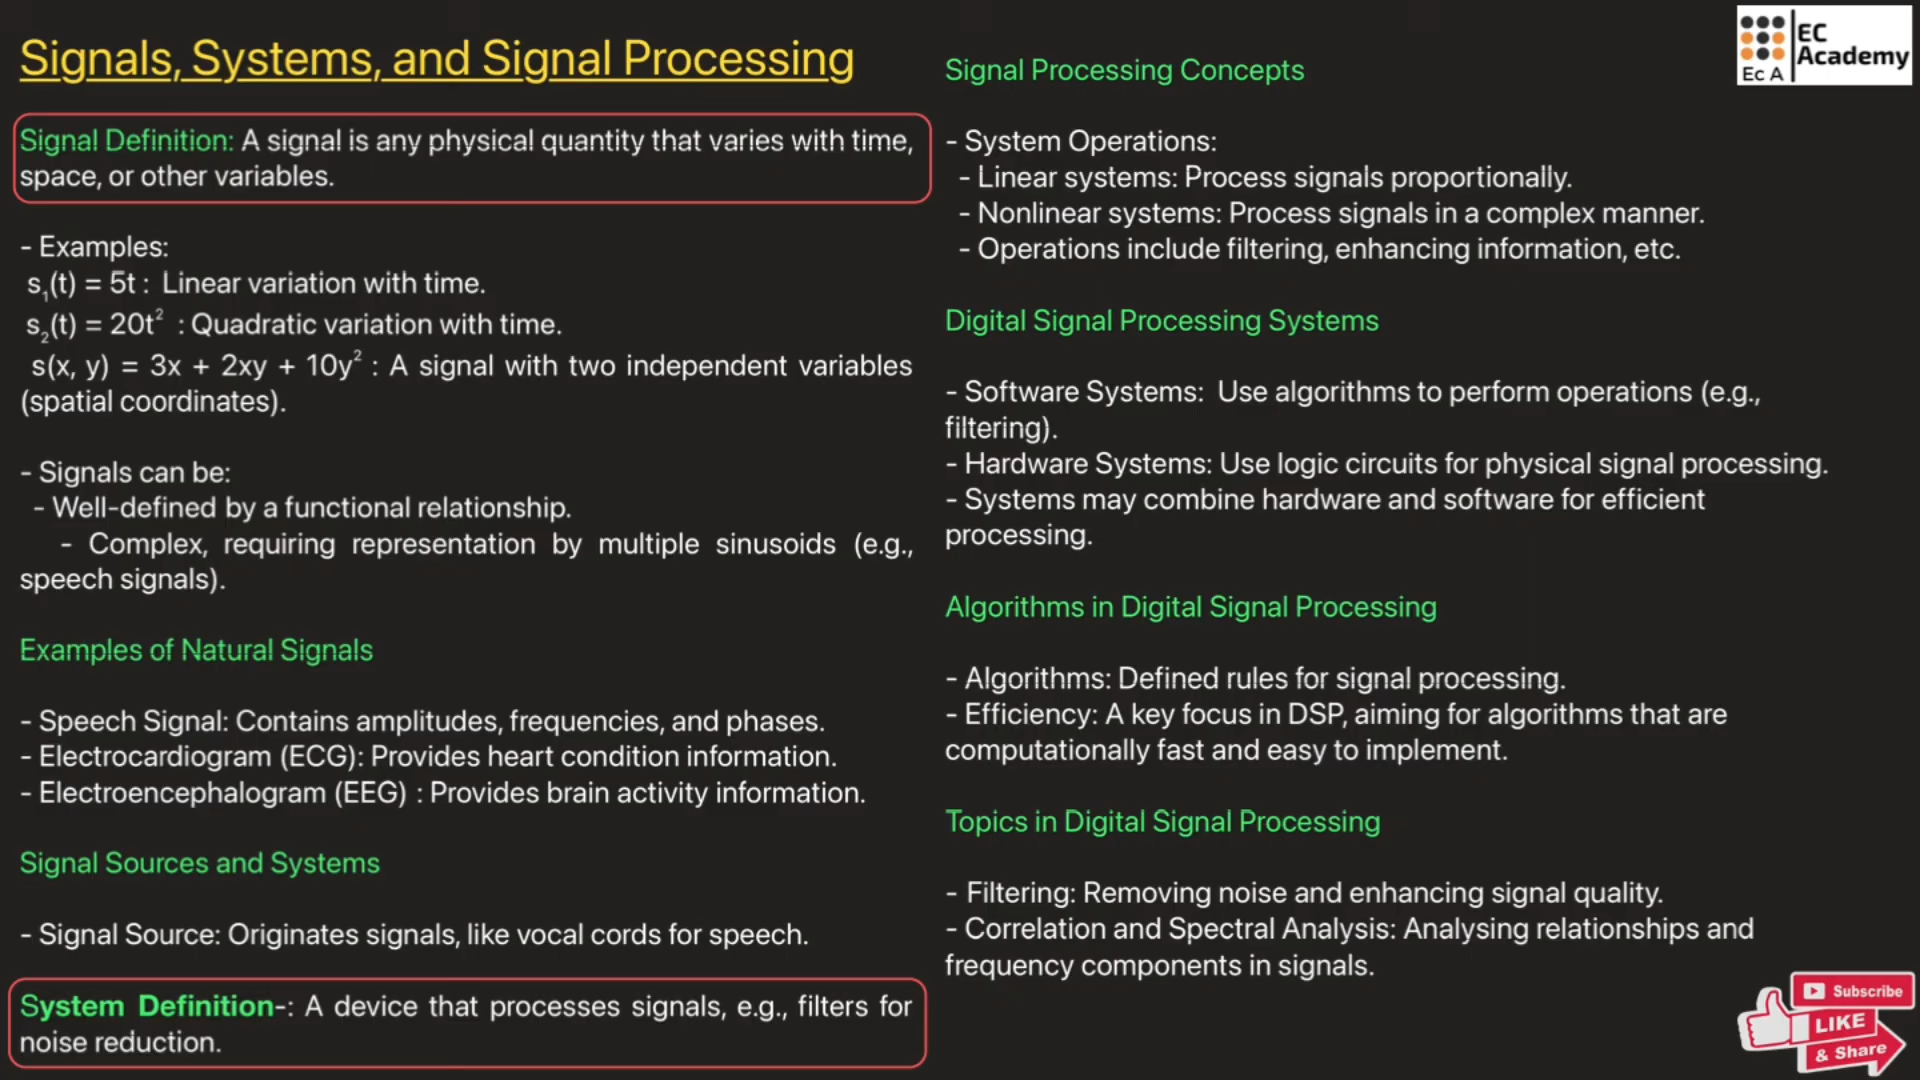 Signals, Systems, and Signal Processing
Signal Definition: A signal is any physical quantity that varies with time,
space, or other variables.
- Examples:
s₁(t) = 5t : Linear variation with time.
s₂(t) = 20t² : Quadratic variation with time.
s(x, y) = 3x + 2xy + 10y² : A signal with two independent variables
(spatial coordinates).
- Signals can be:
- Well-defined by a functional relationship.
- Complex, requiring representation by multiple sinusoids (e.g.,
speech signals).
Examples of Natural Signals
- Speech Signal: Contains amplitudes, frequencies, and phases.
- Electrocardiogram (ECG): Provides heart condition information.
- Electroencephalogram (EEG) : Provides brain activity information.
Signal Sources and Systems
- Signal Source: Originates signals, like vocal cords for speech.
System Definition-: A device that processes signals, e.g., filters for
noise reduction.
Signal Processing Concepts
- System Operations:
- Linear systems: Process signals proportionally.
- Nonlinear systems: Process signals in a complex manner.
- Operations include filtering, enhancing information, etc.
Digital Signal Processing Systems
- Software Systems: Use algorithms to perform operations (e.g.,
filtering).
- Hardware Systems: Use logic circuits for physical signal processing.
- Systems may combine hardware and software for efficient
processing.
Algorithms in Digital Signal Processing
- Algorithms: Defined rules for signal processing.
- Efficiency: A key focus in DSP, aiming for algorithms that are
computationally fast and easy to implement.
Topics in Digital Signal Processing
- Filtering: Removing noise and enhancing signal quality.
- Correlation and Spectral Analysis: Analysing relationships and
frequency components in signals.
EC
Academy
Ec A
Subscribe
LIKE
& Share